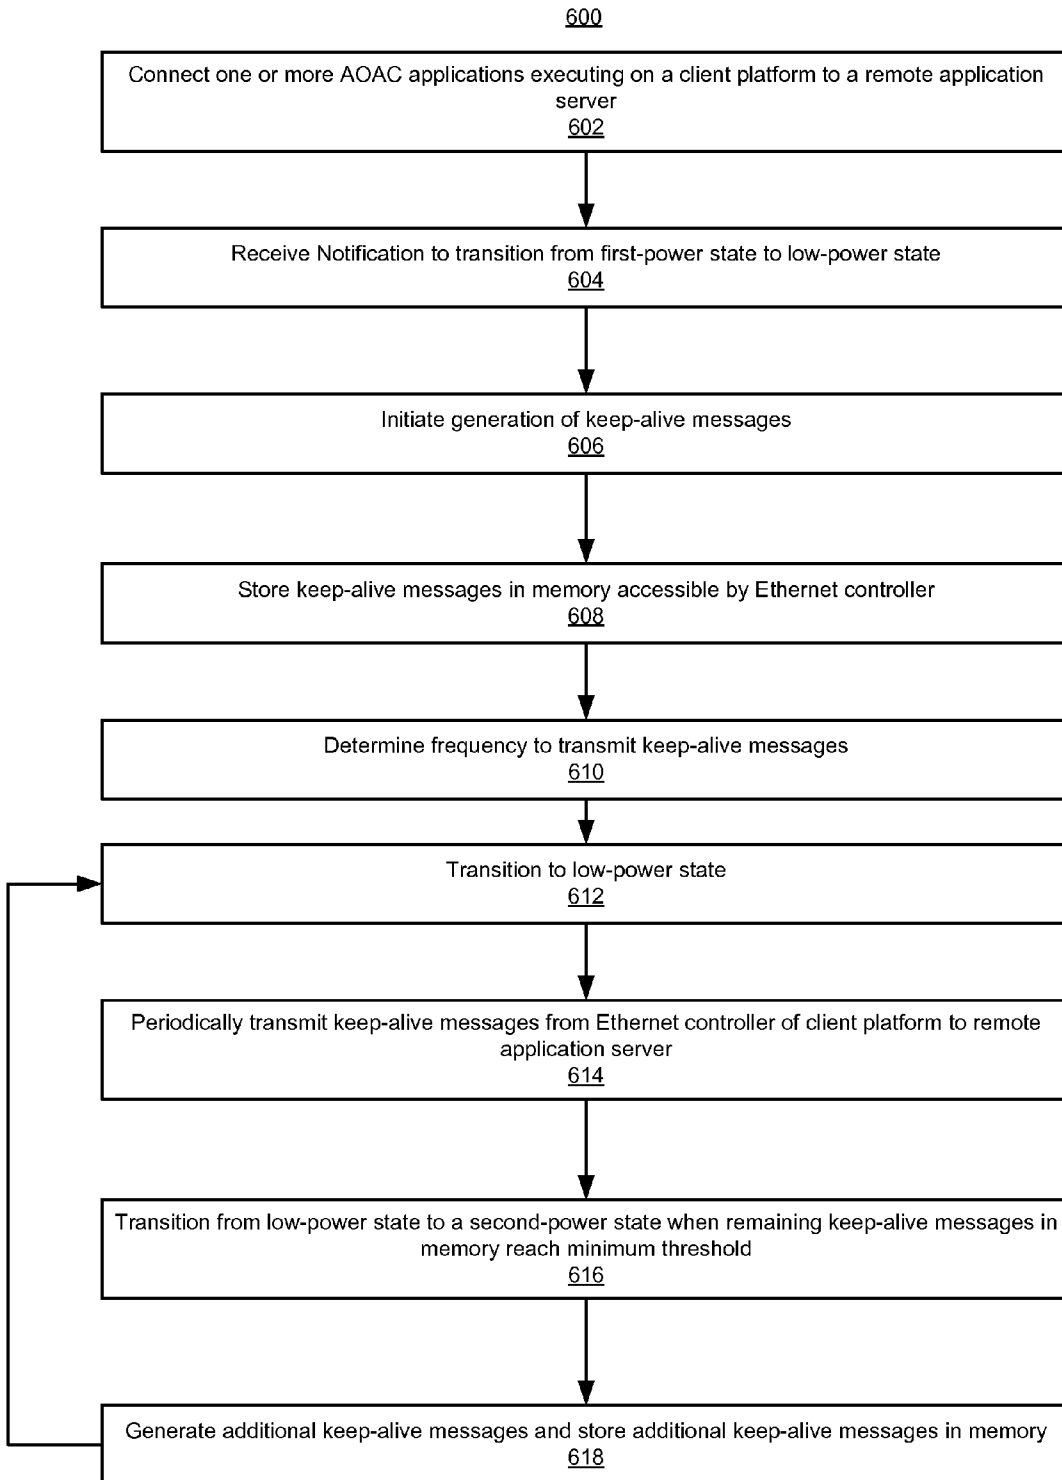 600
Connect one or more AOAC applications executing on a client platform to a remote application
server
602
Receive Notification to transition from first-power state to low-power state
604
Initiate generation of keep-alive messages
606
Store keep-alive messages in memory accessible by Ethernet controller
608
Determine frequency to transmit keep-alive messages
610
Transition to low-power state
612
Periodically transmit keep-alive messages from Ethernet controller of client platform to remote
application server
614
Transition from low-power state to a second-power state when remaining keep-alive messages in
memory reach minimum threshold
616
Generate additional keep-alive messages and store additional keep-alive messages in memory
618